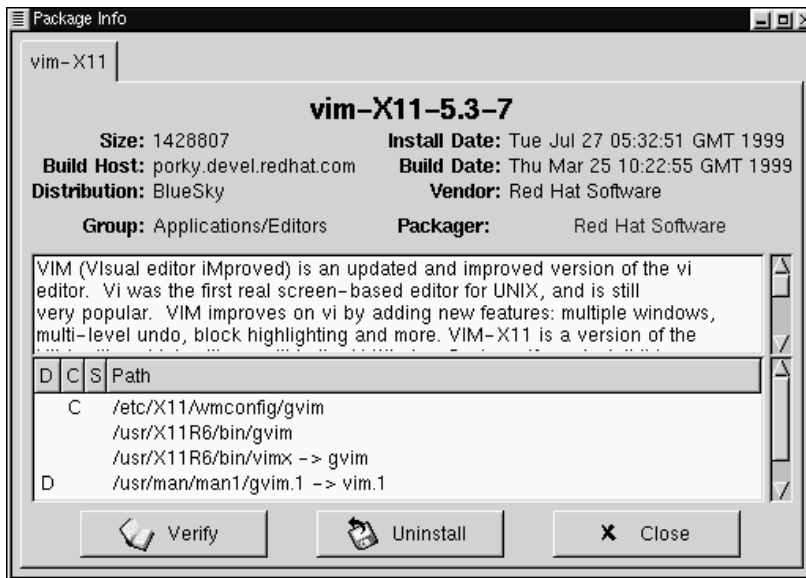 Package Info
vim-X11
vim-X11-5.3-7
Size: 1428807 Install Date: Tue Jul 27 05:32:51 GMT 1999
Build Host: porky.devel.redhat.com Build Date: Thu Mar 25 10:22:55 GMT 1999
Distribution: BlueSky Vendor: Red Hat Software
Group: Applications/Editors Packager: Red Hat Software
VIM (VIsual editor iMproved) is an updated and improved version of the vi
editor. Vi was the first real screen-based editor for UNIX, and is still
very popular. VIM improves on vi by adding new features: multiple windows,
multi-level undo, block highlighting and more. VIM-X11 is a version of the
D C S Path
C /etc/X11/wmconfig/gvim
/usr/X11R6/bin/gvim
/usr/X11R6/bin/vimx -> gvim
D /usr/man/man1/gvim.1 -> vim.1
Verify Uninstall Close